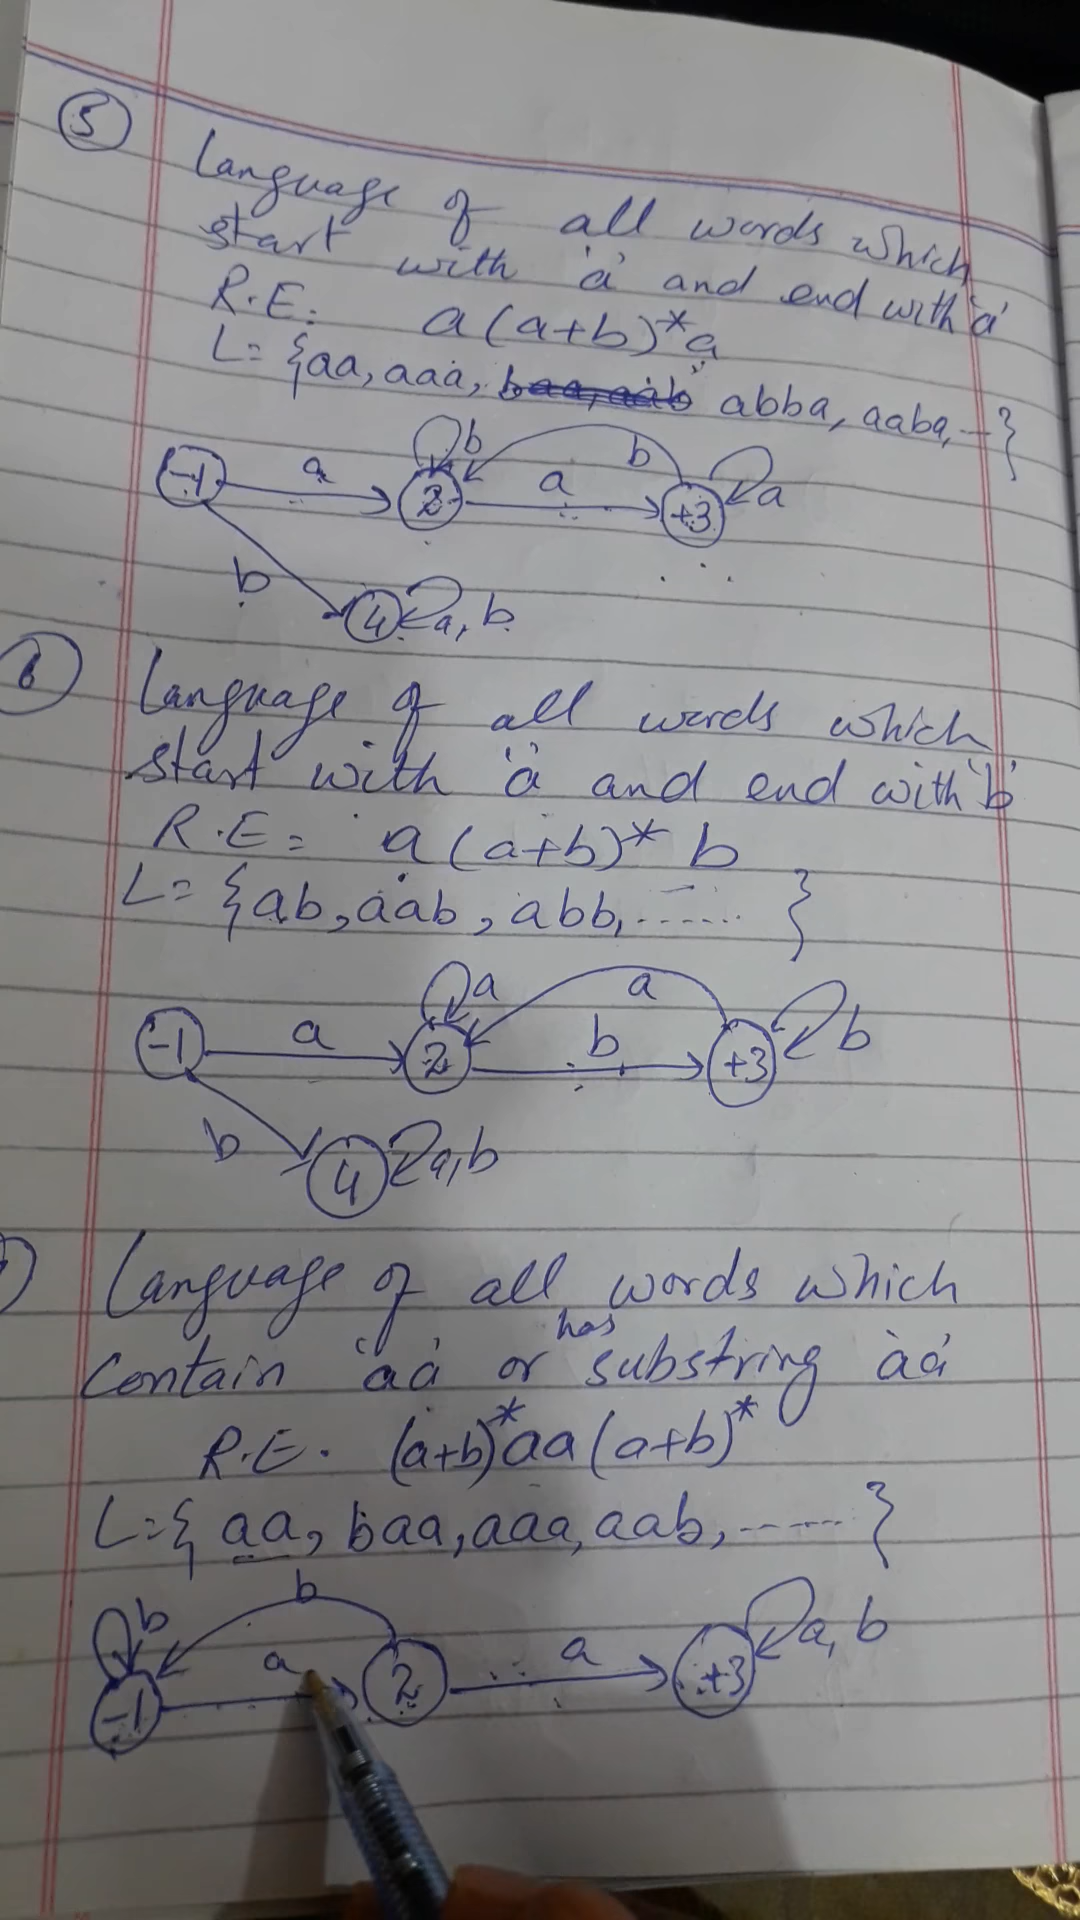 5
Language of all words which
start with 'a' and end with 'a'
R.E: a(a+b)*a
L= {aa, aaa, abba, aaba, --}
b b
-1 a 2 a +3 a
b
4 a, b
6
Language of all words which
start with 'a' and end with 'b'
R.E= a(a+b)* b
L= {ab, aab, abb, ------ }
a a
-1 a 2 b +3 b
b
4 a, b
Language of all words which
has
contain 'aa' or substring 'aa'
R.E. (a+b)*aa(a+b)*
L={ aa, baa, aaa, aab, ------ }
b b
-1 a 2 a +3 a, b